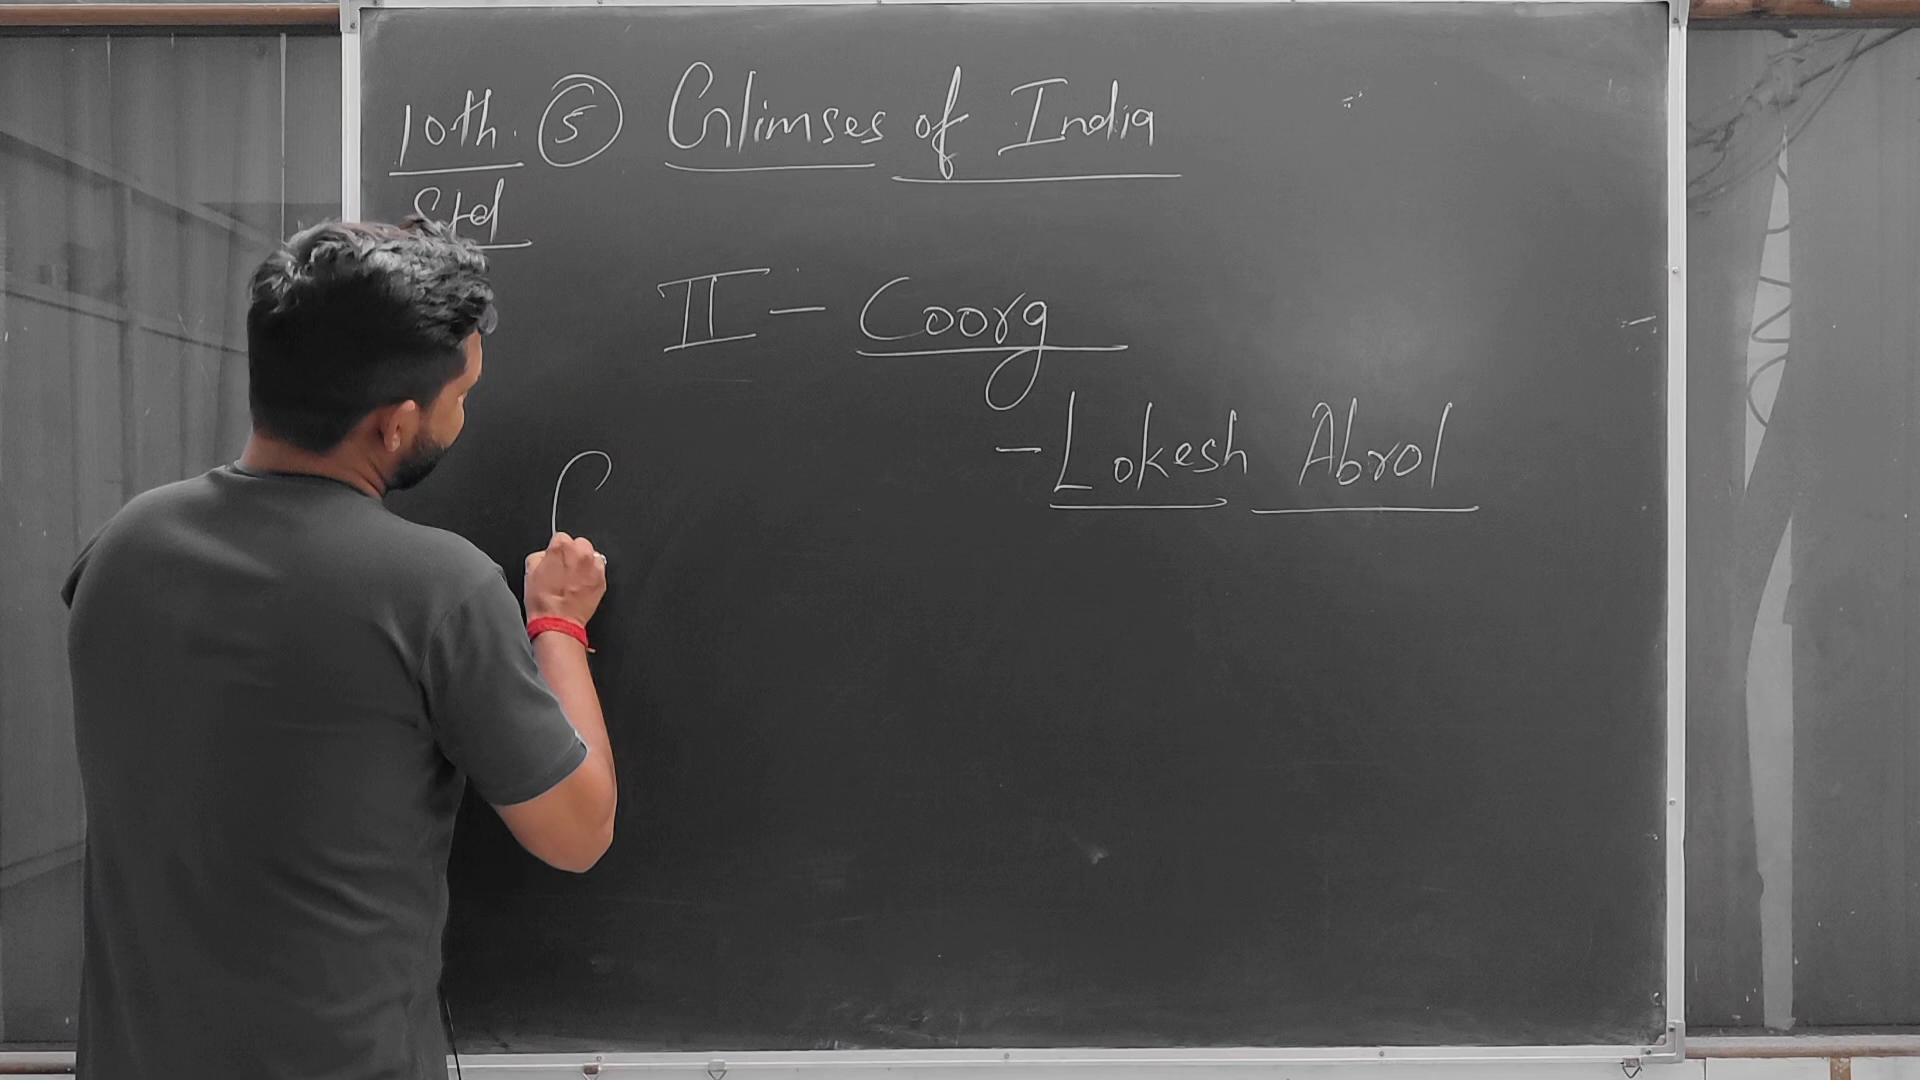 10th. ⑤ Glimses of India
Std
II - Coorg
- Lokesh Abrol